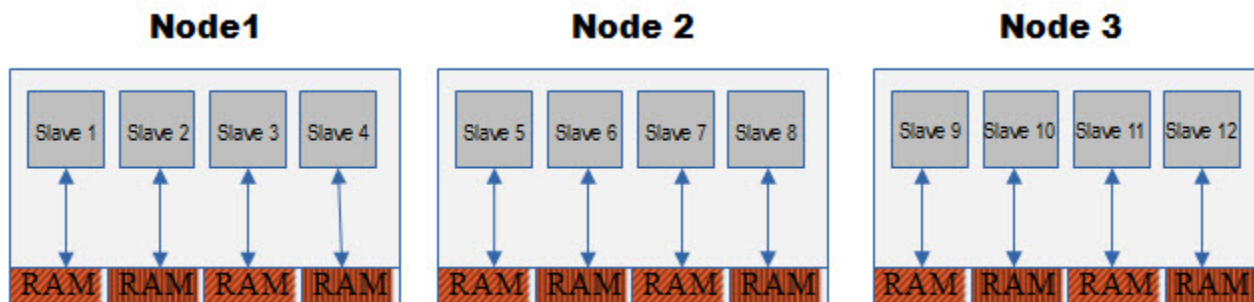 Node1 Node 2 Node 3
Slave 1 Slave 2 Slave 3 Slave 4 Slave 5 Slave 6 Slave 7 Slave 8 Slave 9 Slave 10 Slave 11 Slave 12
RAM RAM RAM RAM RAM RAM RAM RAM RAM RAM RAM RAM